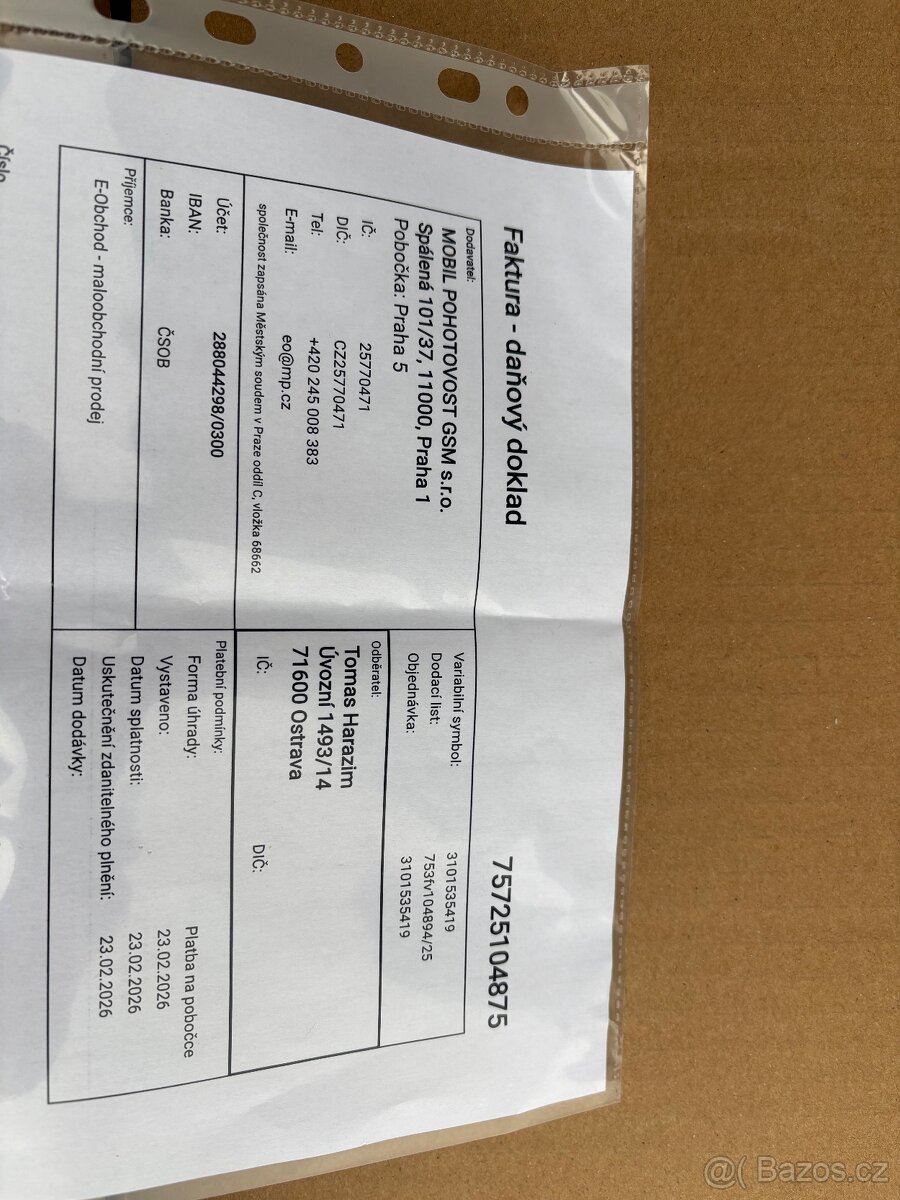 Faktura - daňový doklad
75725104875
Dodavatel:
MOBIL POHOTOVOST GSM s.r.o.
Spálená 101/37, 11000, Praha 1
Pobočka: Praha 5
IČ: 25770471
DIČ: CZ25770471
Tel: +420 245 008 383
E-mail: eo@mp.cz
společnost zapsána Městským soudem v Praze oddíl C, vložka 68662
Účet: 288044298/0300
IBAN:
Banka: ČSOB
Příjemce:
E-Obchod - maloobchodní prodej
Variabilní symbol: 3101535419
Dodací list: 753fv104894/25
Objednávka: 3101535419
Odběratel:
Tomas Harazim
Úvozní 1493/14
71600 Ostrava
IČ: DIČ:
Platební podmínky:
Forma úhrady: Platba na pobočce
Vystaveno: 23.02.2026
Datum splatnosti: 23.02.2026
Uskutečnění zdanitelného plnění: 23.02.2026
Datum dodávky:
Číslo
@( Bazos.cz